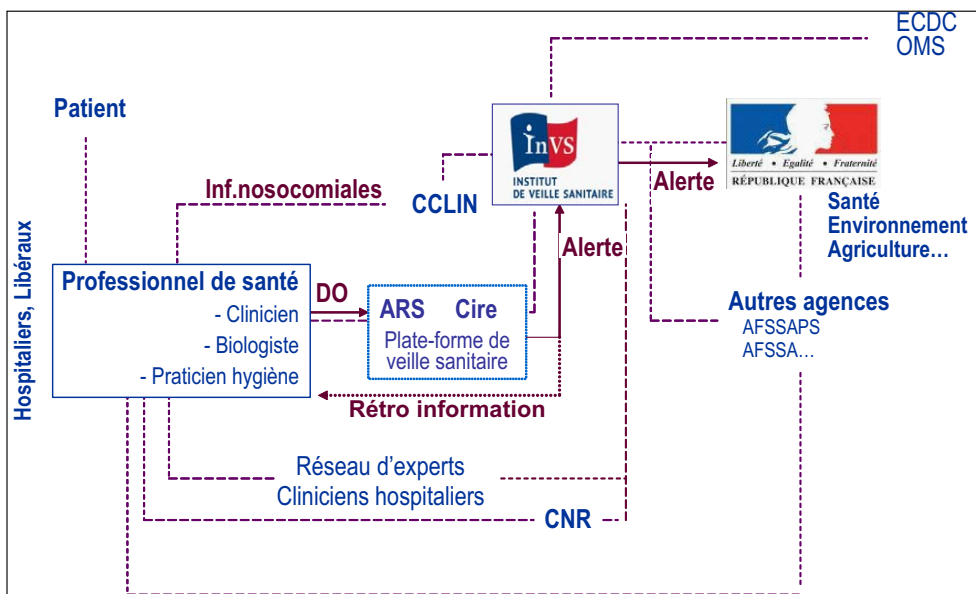 ECDC
OMS
Patient
InVS
INSTITUT
DE VEILLE SANITAIRE
Liberté • Egalité • Fraternité
RÉPUBLIQUE FRANÇAISE
Alerte
Inf.nosocomiales
CCLIN
Santé
Environnement
Agriculture…
Alerte
Hospitaliers, Libéraux
Professionnel de santé
- Clinicien
- Biologiste
- Praticien hygiène
DO
ARS Cire
Plate-forme de
veille sanitaire
Autres agences
AFSSAPS
AFSSA…
Rétro information
Réseau d’experts
Cliniciens hospitaliers
CNR